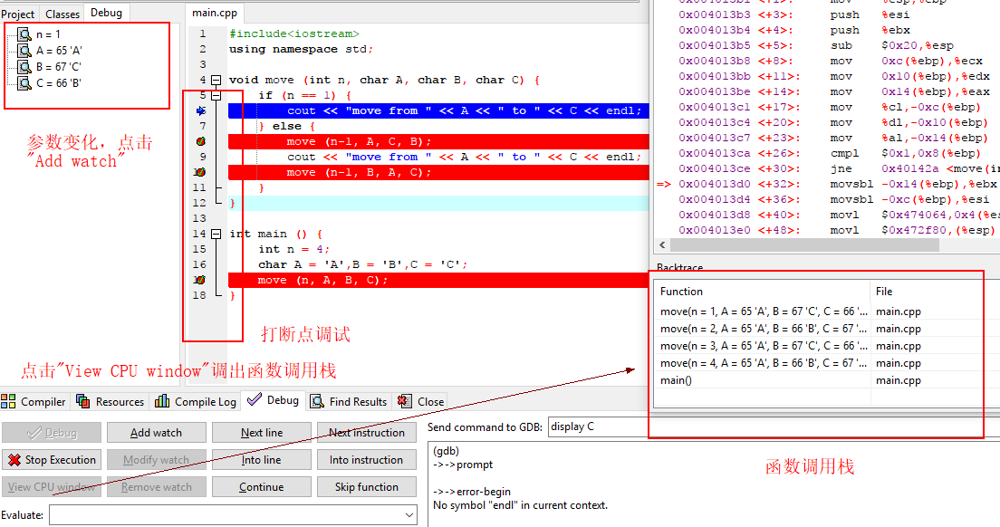 Project
Classes
Debug
n = 1
A = 65 'A'
B = 67 'C'
C = 66 'B'
参数变化，点击
"Add watch"
main.cpp
1 #include<iostream>
2 using namespace std;
3
4 void move (int n, char A, char B, char C) {
5 if (n == 1) {
cout << "move from " << A << " to " << C << endl;
7 } else {
move (n-1, A, C, B);
9 cout << "move from " << A << " to " << C << endl;
move (n-1, B, A, C);
11 }
12 }
13
14 int main () {
15 int n = 4;
16 char A = 'A',B = 'B',C = 'C';
move (n, A, B, C);
18 }
打断点调试
点击"View CPU window"调出函数调用栈
0x004013b1 <+1>: mov %esp,%ebp
0x004013b3 <+3>: push %esi
0x004013b4 <+4>: push %ebx
0x004013b5 <+5>: sub $0x20,%esp
0x004013b8 <+8>: mov 0xc(%ebp),%ecx
0x004013bb <+11>: mov 0x10(%ebp),%edx
0x004013be <+14>: mov 0x14(%ebp),%eax
0x004013c1 <+17>: mov %cl,-0xc(%ebp)
0x004013c4 <+20>: mov %dl,-0x10(%ebp)
0x004013c7 <+23>: mov %al,-0x14(%ebp)
0x004013ca <+26>: cmpl $0x1,0x8(%ebp)
0x004013ce <+30>: jne 0x40142a <move(in
=> 0x004013d0 <+32>: movsbl -0x14(%ebp),%ebx
0x004013d4 <+36>: movsbl -0xc(%ebp),%esi
0x004013d8 <+40>: movl $0x474064,0x4(%es
0x004013e0 <+48>: movl $0x472f80,(%esp)
Backtrace
Function File
move(n = 1, A = 65 'A', B = 67 'C', C = 66 '... main.cpp
move(n = 2, A = 65 'A', B = 66 'B', C = 67 '... main.cpp
move(n = 3, A = 65 'A', B = 67 'C', C = 66 '... main.cpp
move(n = 4, A = 65 'A', B = 66 'B', C = 67 '... main.cpp
main() main.cpp
函数调用栈
Compiler
Resources
Compile Log
Debug
Find Results
Close
Debug
Add watch
Next line
Next instruction
Stop Execution
Modify watch
Into line
Into instruction
View CPU window
Remove watch
Continue
Skip function
Evaluate:
Send command to GDB: display C
(gdb)
->->prompt
->->error-begin
No symbol "endl" in current context.